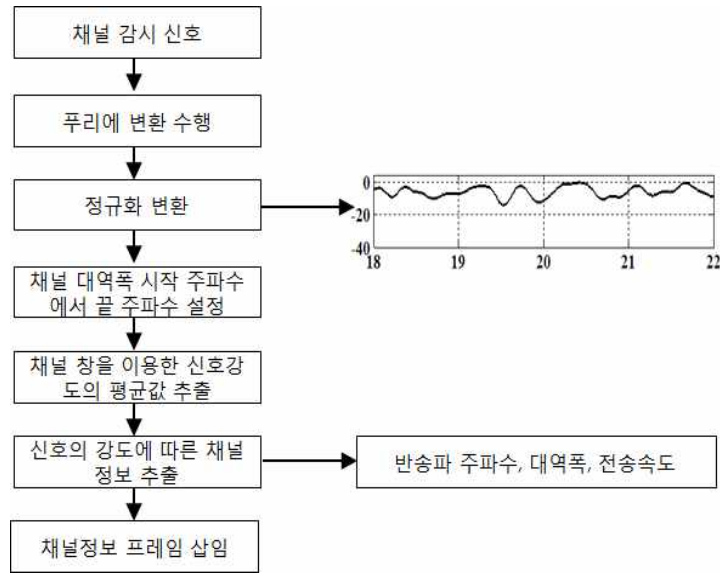 채널 감시 신호
푸리에 변환 수행
정규화 변환
0
-20
-40
18 19 20 21 22
채널 대역폭 시작 주파수
에서 끝 주파수 설정
채널 창을 이용한 신호강
도의 평균값 추출
신호의 강도에 따른 채널
정보 추출
반송파 주파수, 대역폭, 전송속도
채널정보 프레임 삽입